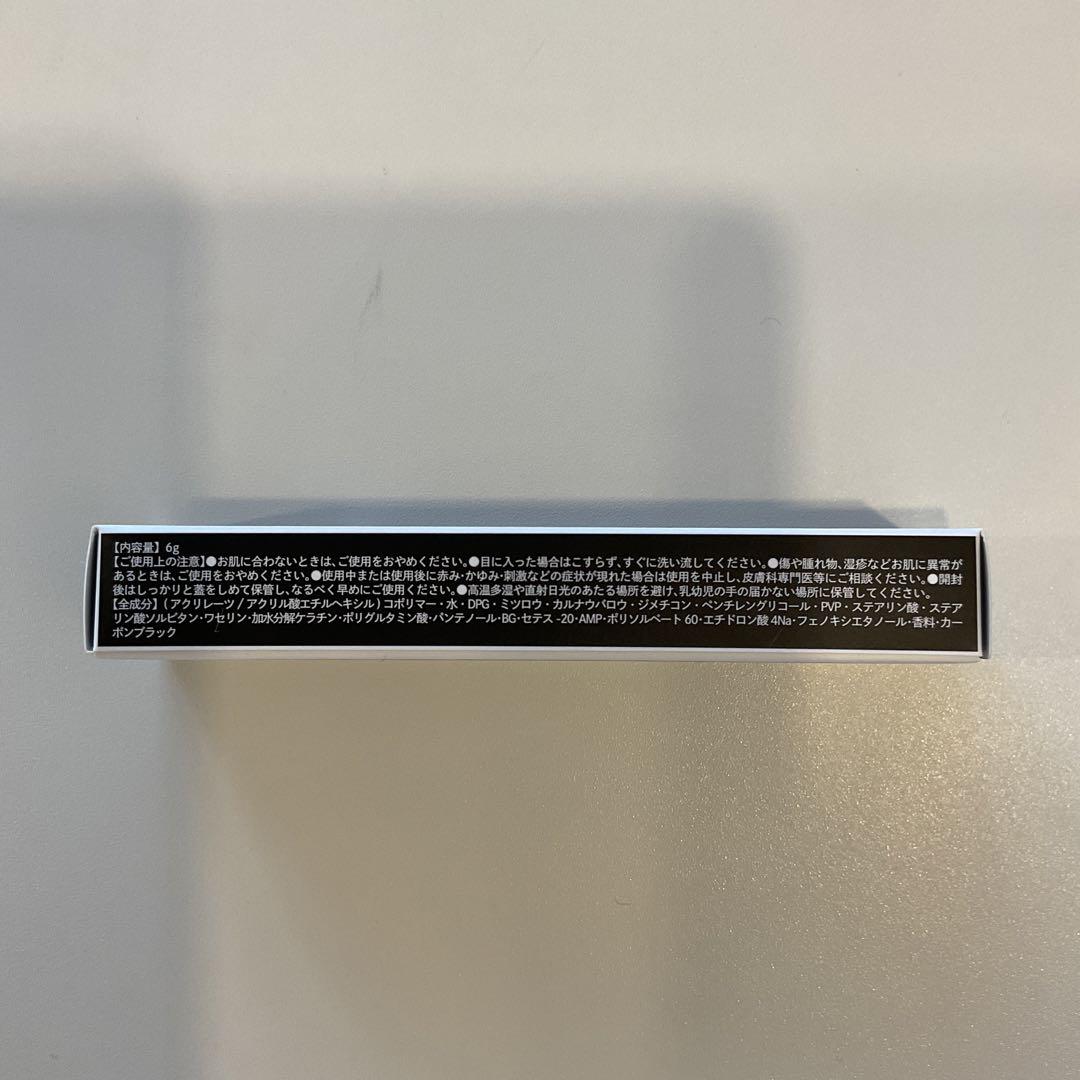 【内容量】6g
【ご使用上の注意】●お肌に合わないときは、ご使用をおやめください。●目に入った場合はこすらず、すぐに洗い流してください。●傷や腫れ物、湿疹などお肌に異常が
あるときは、ご使用をおやめください。●使用中または使用後に赤み・かゆみ・刺激などの症状が現れた場合は使用を中止し、皮膚科専門医等にご相談ください。●開封
後はしっかりと蓋をしめて保管し、なるべく早めにご使用ください。●高温多湿や直射日光のあたる場所を避け、乳幼児の手の届かない場所に保管してください。
【全成分】(アクリレーツ/アクリル酸エチルヘキシル)コポリマー・水・DPG・ミツロウ・カルナウバロウ・ジメチコン・ペンチレングリコール・PVP・ステアリン酸・ステア
リン酸ソルビタン・ワセリン・加水分解ケラチン・ポリグルタミン酸・パンテノール・BG・セテス-20・AMP・ポリソルベート60・エチドロン酸4Na・フェノキシエタノール・香料・カー
ボンブラック